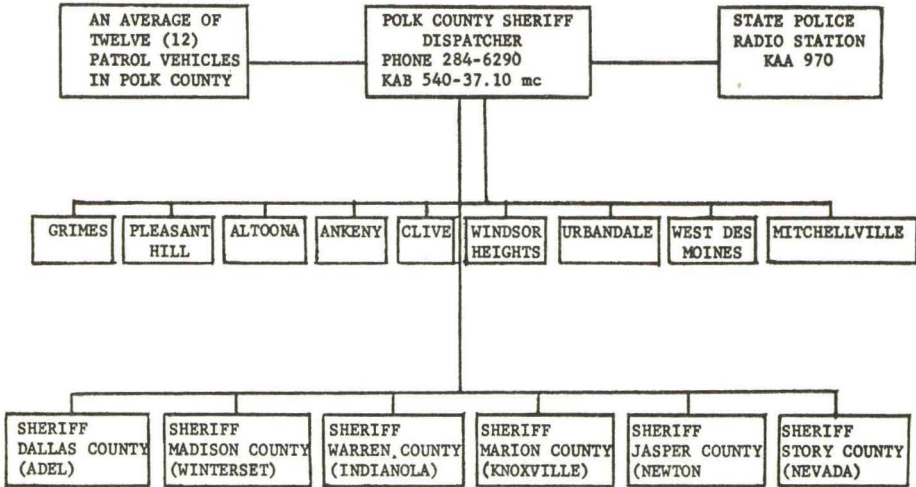 AN AVERAGE OF
TWELVE (12)
PATROL VEHICLES
IN POLK COUNTY
POLK COUNTY SHERIFF
DISPATCHER
PHONE 284-6290
KAB 540-37.10 mc
STATE POLICE
RADIO STATION
KAA 970
GRIMES
PLEASANT
HILL
ALTOONA
ANKENY
CLIVE
WINDSOR
HEIGHTS
URBANDALE
WEST DES
MOINES
MITCHELLVILLE
SHERIFF
DALLAS COUNTY
(ADEL)
SHERIFF
MADISON COUNTY
(WINTERSET)
SHERIFF
WARREN COUNTY
(INDIANOLA)
SHERIFF
MARION COUNTY
(KNOXVILLE)
SHERIFF
JASPER COUNTY
(NEWTON
SHERIFF
STORY COUNTY
(NEVADA)